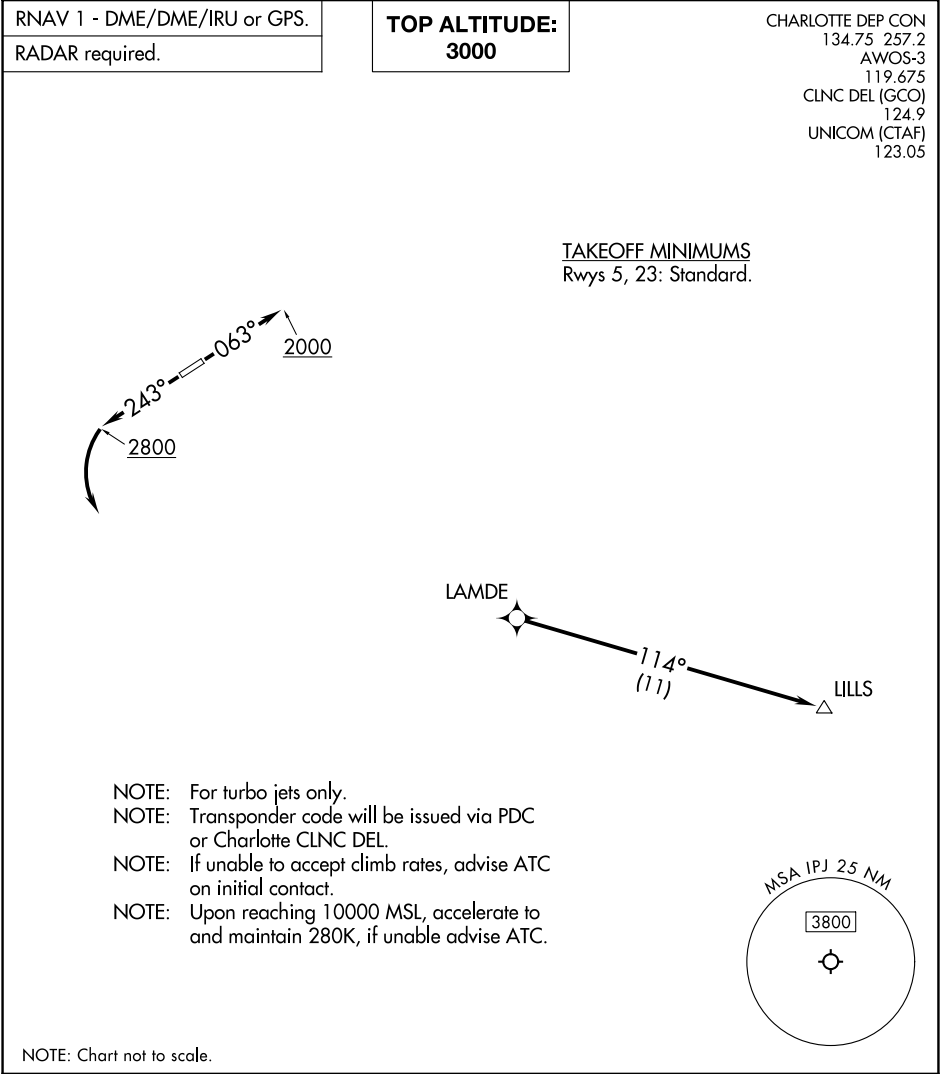 RNAV 1 - DME/DME/IRU or GPS.
RADAR required.
TOP ALTITUDE:
3000
CHARLOTTE DEP CON
134.75 257.2
AWOS-3
119.675
CLNC DEL (GCO)
124.9
UNICOM (CTAF)
123.05
TAKEOFF MINIMUMS
Rwys 5, 23: Standard.
063°
2000
243°
2800
LAMDE
114°
(11)
LILLS
NOTE: For turbo jets only.
NOTE: Transponder code will be issued via PDC
or Charlotte CLNC DEL.
NOTE: If unable to accept climb rates, advise ATC
on initial contact.
NOTE: Upon reaching 10000 MSL, accelerate to
and maintain 280K, if unable advise ATC.
MSA IPJ 25 NM
3800
NOTE: Chart not to scale.